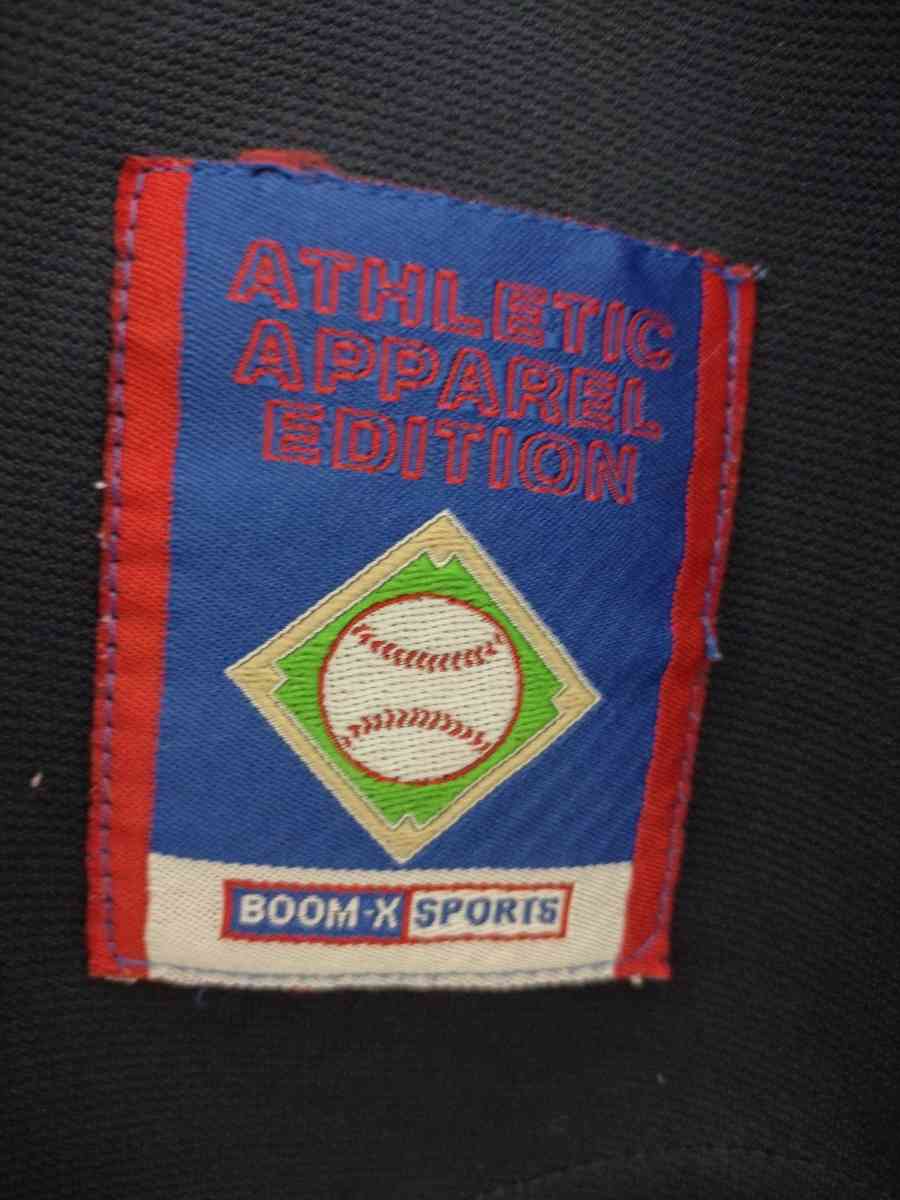 ATHLETIC
APPAREL
EDITION
BOOM-X SPORTS